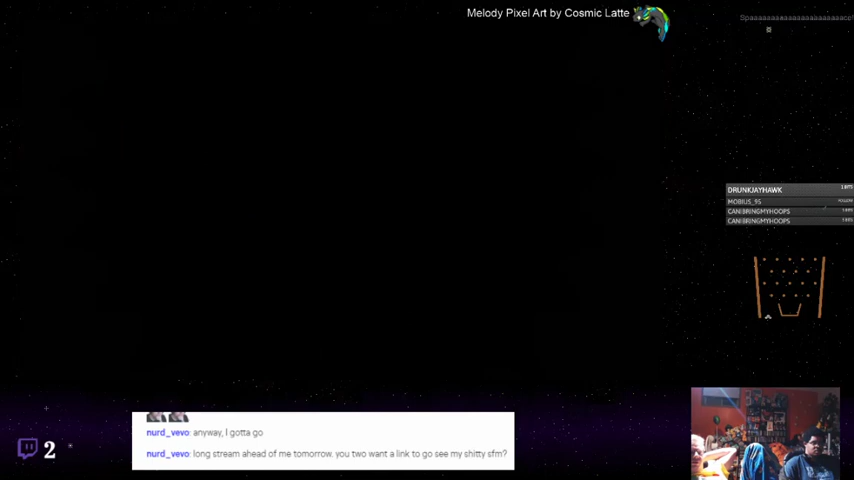 Melody Pixel Art by Cosmic Latte
DRUNKJAYHAWK
MOBIUS_95
CANIBRINGMYHOOPS
CANIBRINGMYHOOPS
2
nurd_vevo: anyway, I gotta go
nurd_vevo: long stream ahead of me tomorrow. you two want a link to go see my shitty sfm?